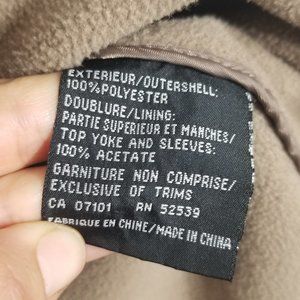 EXTERIEUR/OUTERSHELL:
100%POLYESTER
DOUBLURE/LINING:
PARTIE SUPERIEUR ET MANCHES/
TOP YOKE AND SLEEVES:
100% ACETATE
GARNITURE NON COMPRISE/
EXCLUSIVE OF TRIMS
CA 07101 RN 52539
FABRIQUE EN CHINE/MADE IN CHINA